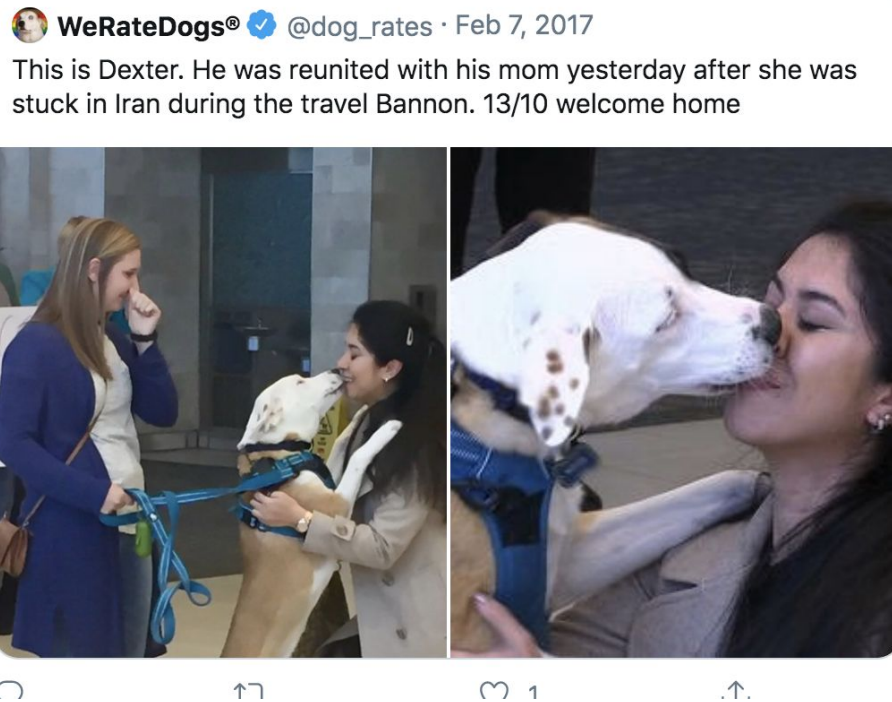 WeRateDogs® @dog_rates · Feb 7, 2017
This is Dexter. He was reunited with his mom yesterday after she was
stuck in Iran during the travel Bannon. 13/10 welcome home
1